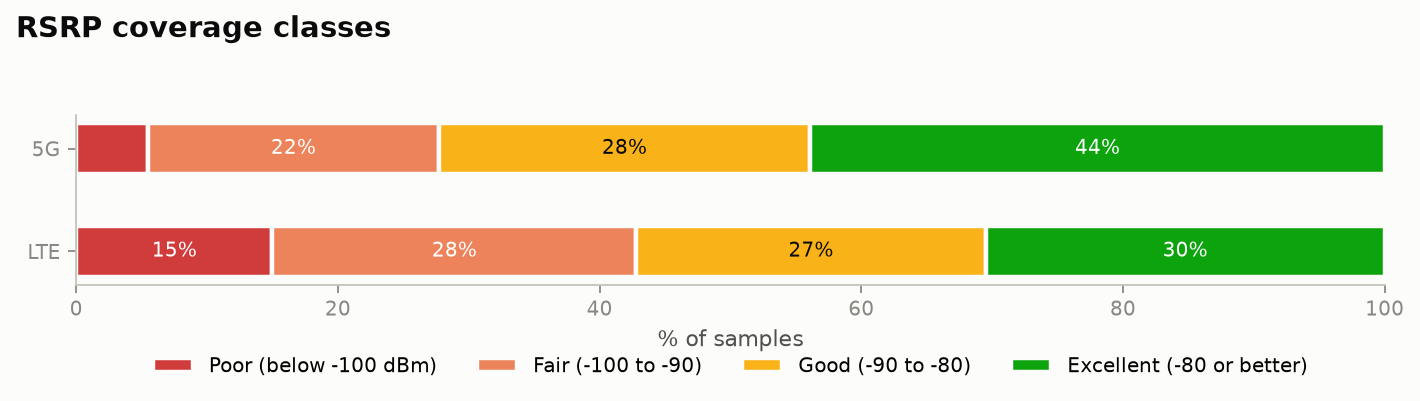 RSRP coverage classes
5G 22% 28% 44%
LTE 15% 28% 27% 30%
0 20 40 60 80 100
% of samples
Poor (below -100 dBm) Fair (-100 to -90) Good (-90 to -80) Excellent (-80 or better)